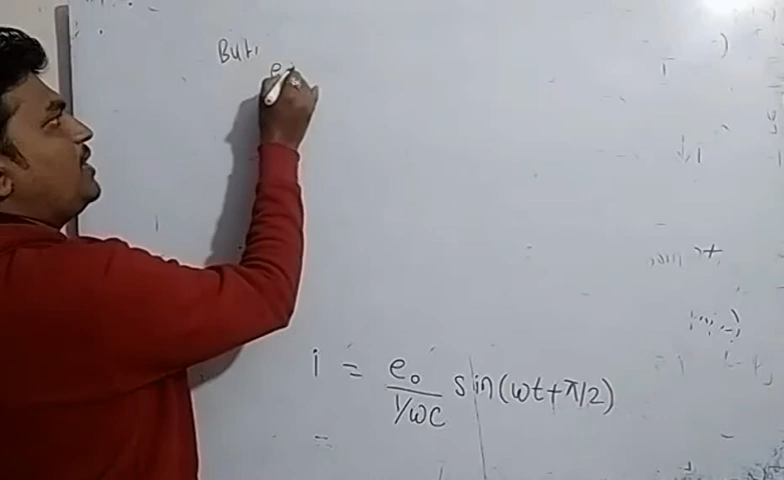 But,
e
i = e₀/(1/ωC) sin(ωt+π/2)
=